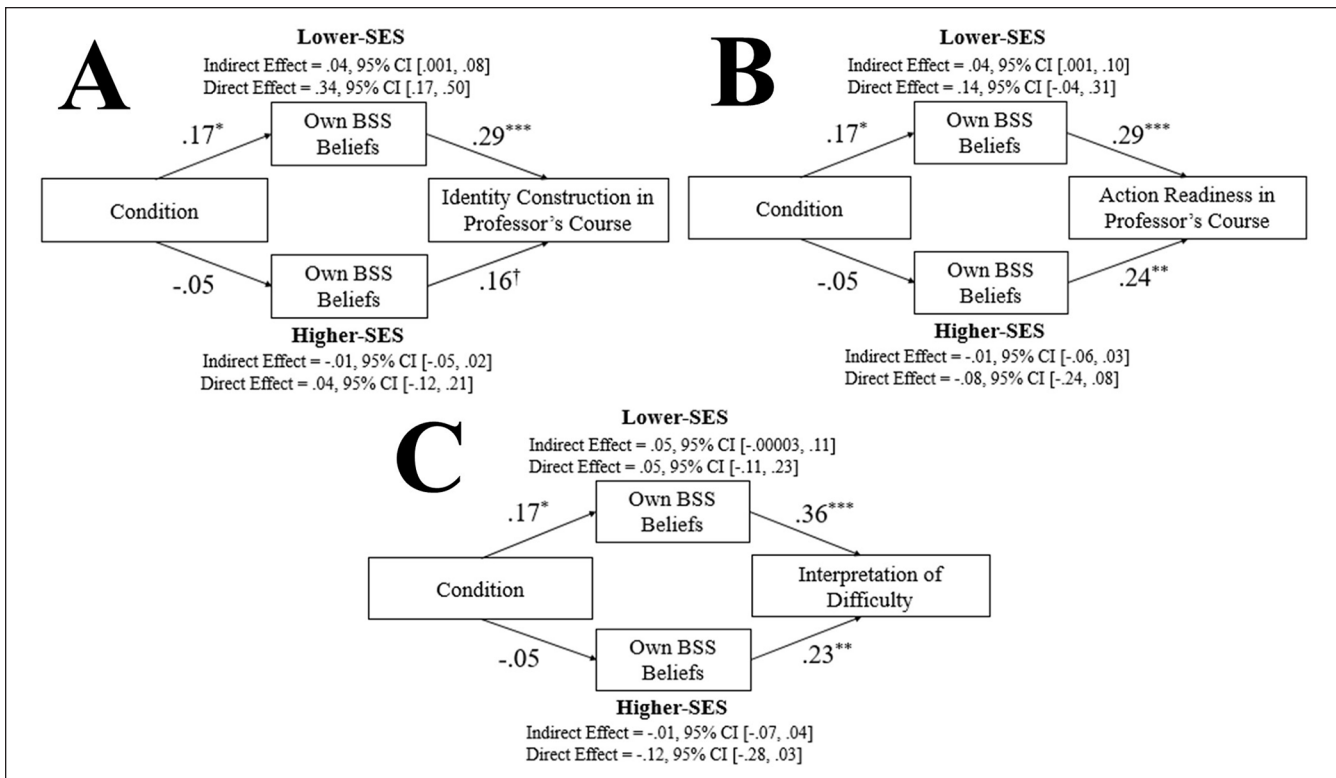 A
Lower-SES
Indirect Effect = .04, 95% CI [.001, .08]
Direct Effect = .34, 95% CI [.17, .50]
.17*
Own BSS
Beliefs
.29***
Condition
Identity Construction in
Professor's Course
-.05
Own BSS
Beliefs
.16†
Higher-SES
Indirect Effect = -.01, 95% CI [-.05, .02]
Direct Effect = .04, 95% CI [-.12, .21]
B
Lower-SES
Indirect Effect = .04, 95% CI [.001, .10]
Direct Effect = .14, 95% CI [-.04, .31]
.17*
Own BSS
Beliefs
.29***
Condition
Action Readiness in
Professor's Course
-.05
Own BSS
Beliefs
.24**
Higher-SES
Indirect Effect = -.01, 95% CI [-.06, .03]
Direct Effect = -.08, 95% CI [-.24, .08]
C
Lower-SES
Indirect Effect = .05, 95% CI [-.00003, .11]
Direct Effect = .05, 95% CI [-.11, .23]
.17*
Own BSS
Beliefs
.36***
Condition
Interpretation of
Difficulty
-.05
Own BSS
Beliefs
.23**
Higher-SES
Indirect Effect = -.01, 95% CI [-.07, .04]
Direct Effect = -.12, 95% CI [-.28, .03]